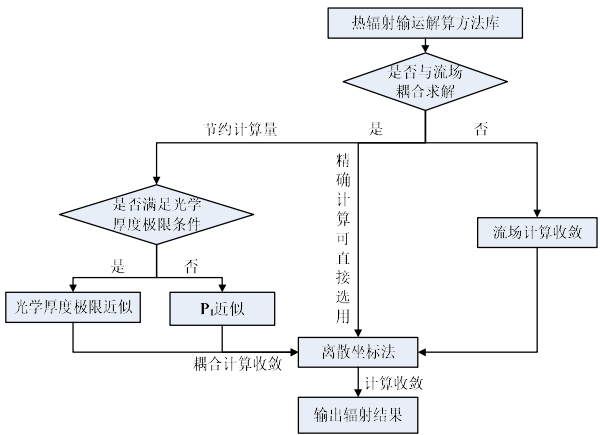 热辐射输运解算方法库
是否与流场
耦合求解
节约计算量
是
否
精确计算可直接选用
是否满足光学
厚度极限条件
流场计算收敛
是
否
光学厚度极限近似
P₁近似
离散坐标法
耦合计算收敛
计算收敛
输出辐射结果